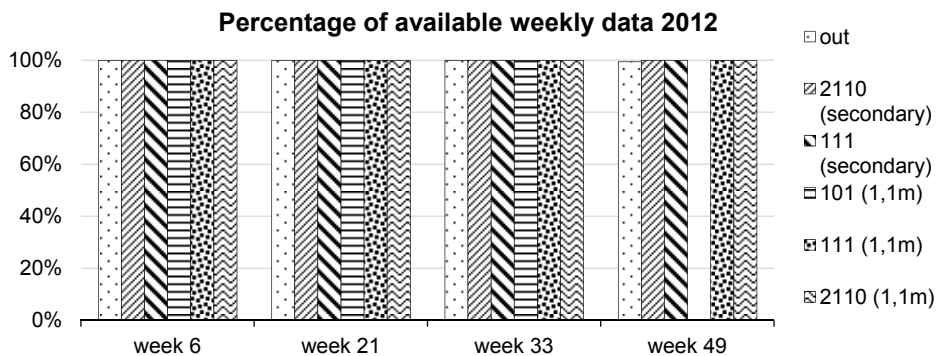 Percentage of available weekly data 2012
100%
80%
60%
40%
20%
0%
week 6
week 21
week 33
week 49
out
2110
(secondary)
111
(secondary)
101 (1,1m)
111 (1,1m)
2110 (1,1m)